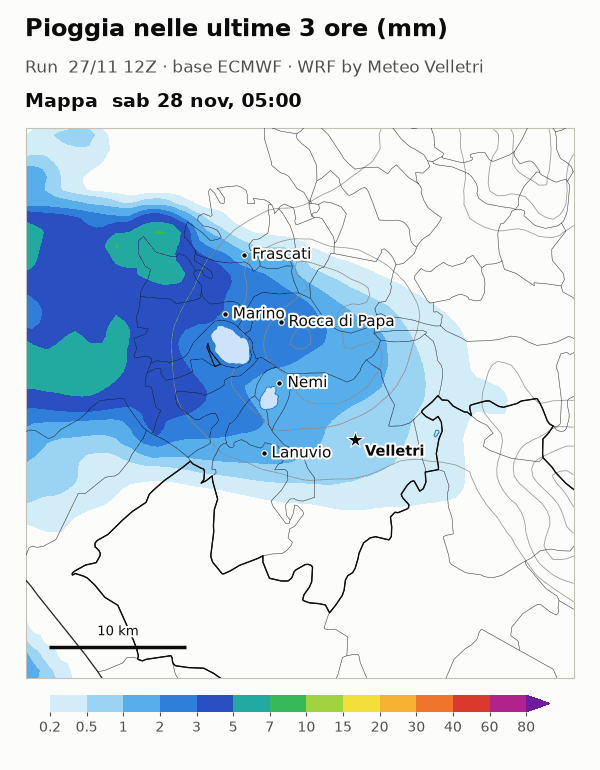 Pioggia nelle ultime 3 ore (mm)
Run  27/11 12Z · base ECMWF · WRF by Meteo Velletri
Mappa  sab 28 nov, 05:00
Frascati
Marino
Rocca di Papa
Nemi
Lanuvio
Velletri
10 km
0.2 0.5 1 2 3 5 7 10 15 20 30 40 60 80